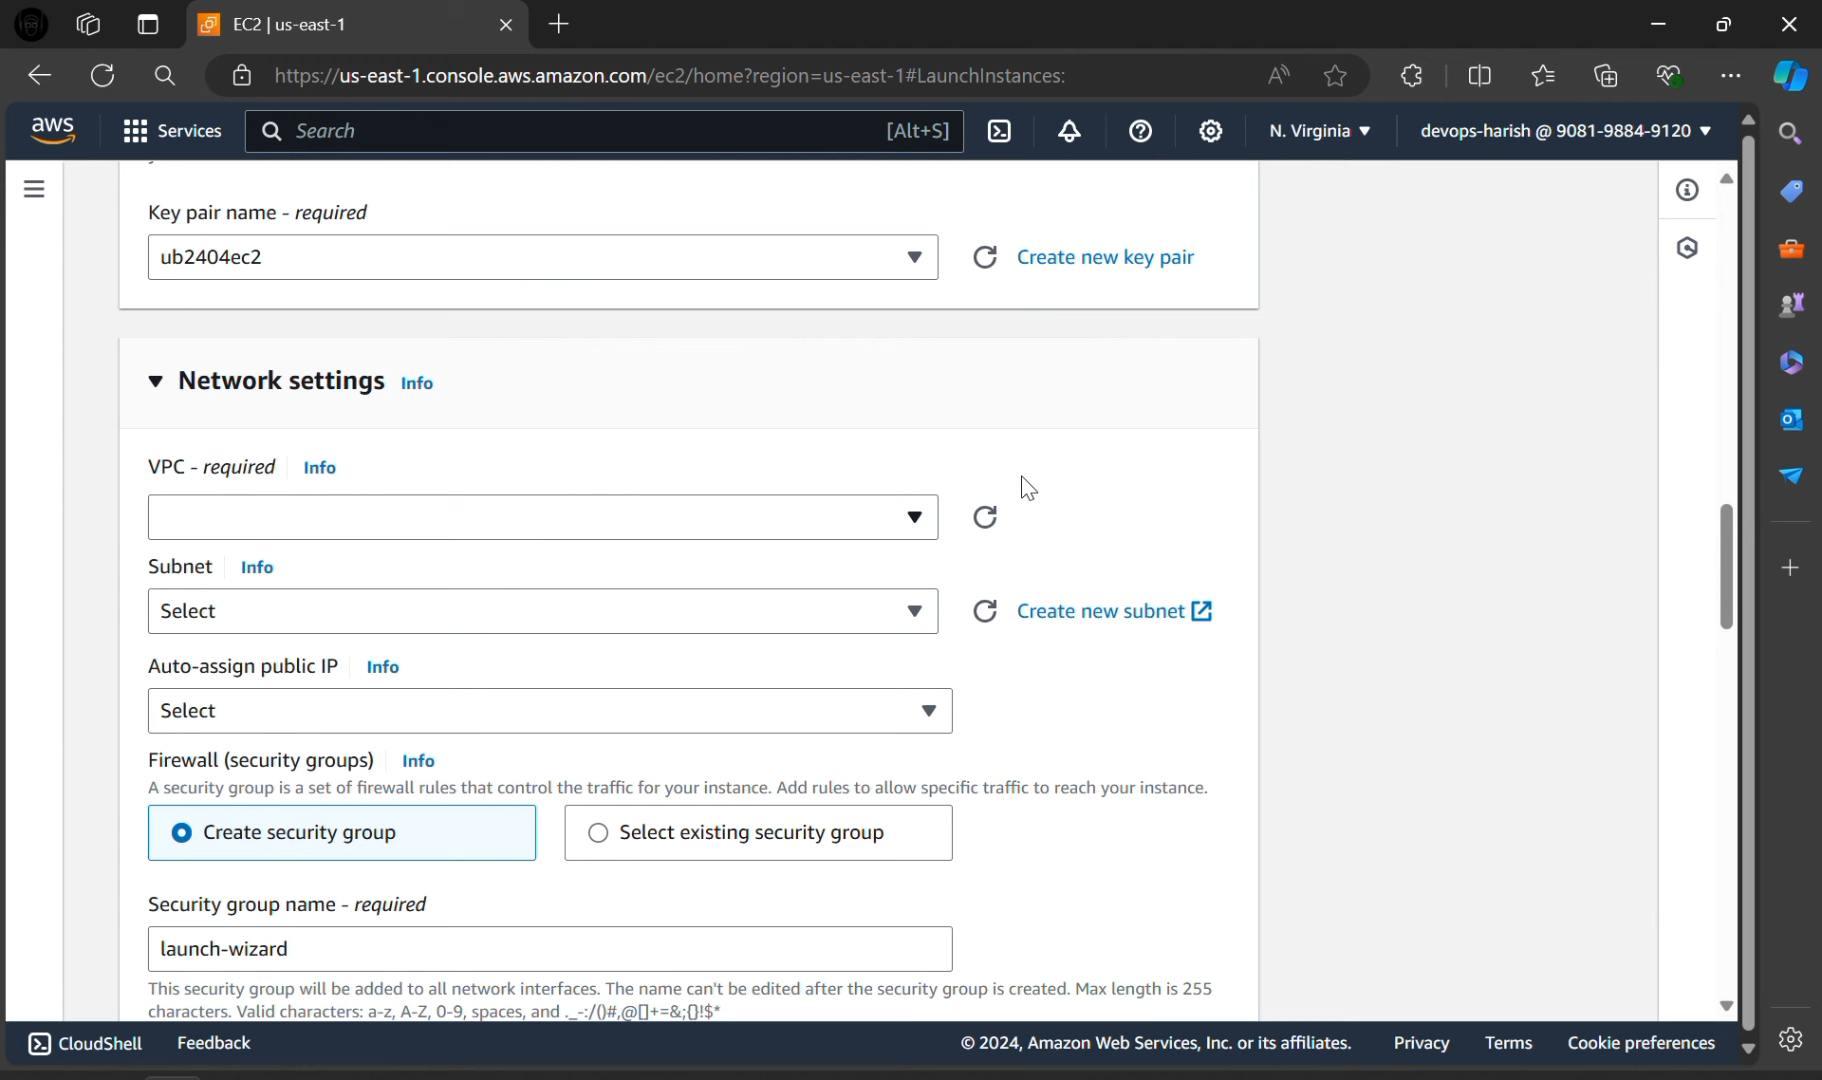 EC2 | us-east-1
https://us-east-1.console.aws.amazon.com/ec2/home?region=us-east-1#LaunchInstances:
aws
Services
Search
[Alt+S]
N. Virginia
devops-harish @ 9081-9884-9120
Key pair name - required
ub2404ec2
Create new key pair
Network settings Info
VPC - required Info
Subnet Info
Select
Create new subnet
Auto-assign public IP Info
Select
Firewall (security groups) Info
A security group is a set of firewall rules that control the traffic for your instance. Add rules to allow specific traffic to reach your instance.
Create security group
Select existing security group
Security group name - required
launch-wizard
This security group will be added to all network interfaces. The name can't be edited after the security group is created. Max length is 255
characters. Valid characters: a-z, A-Z, 0-9, spaces, and ._-:/()#,@[]+=&;{}!$*
CloudShell
Feedback
© 2024, Amazon Web Services, Inc. or its affiliates.
Privacy
Terms
Cookie preferences